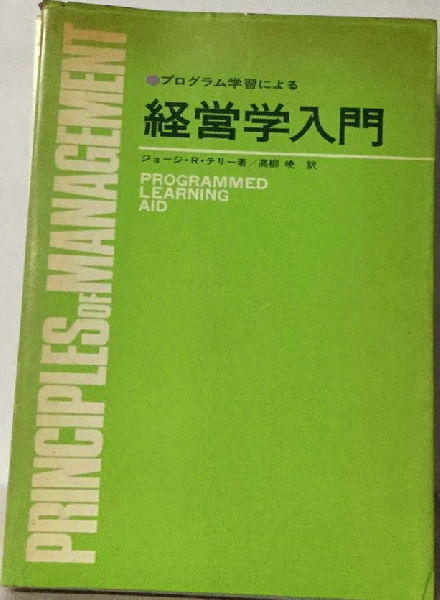 ●プログラム学習による
経営学入門
ジョージ・R・テリー著/高柳 暁 訳
PROGRAMMED
LEARNING
AID
PRINCIPLES OF MANAGEMENT